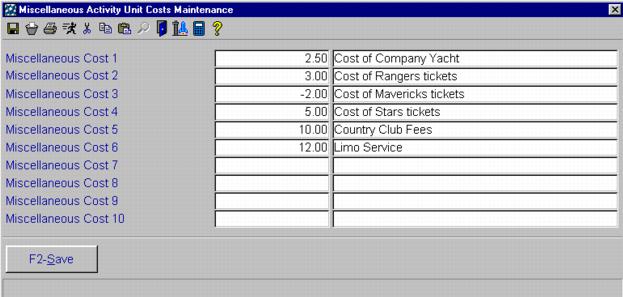 Miscellaneous Activity Unit Costs Maintenance
Miscellaneous Cost 1 2.50 Cost of Company Yacht
Miscellaneous Cost 2 3.00 Cost of Rangers tickets
Miscellaneous Cost 3 -2.00 Cost of Mavericks tickets
Miscellaneous Cost 4 5.00 Cost of Stars tickets
Miscellaneous Cost 5 10.00 Country Club Fees
Miscellaneous Cost 6 12.00 Limo Service
Miscellaneous Cost 7
Miscellaneous Cost 8
Miscellaneous Cost 9
Miscellaneous Cost 10
F2-Save